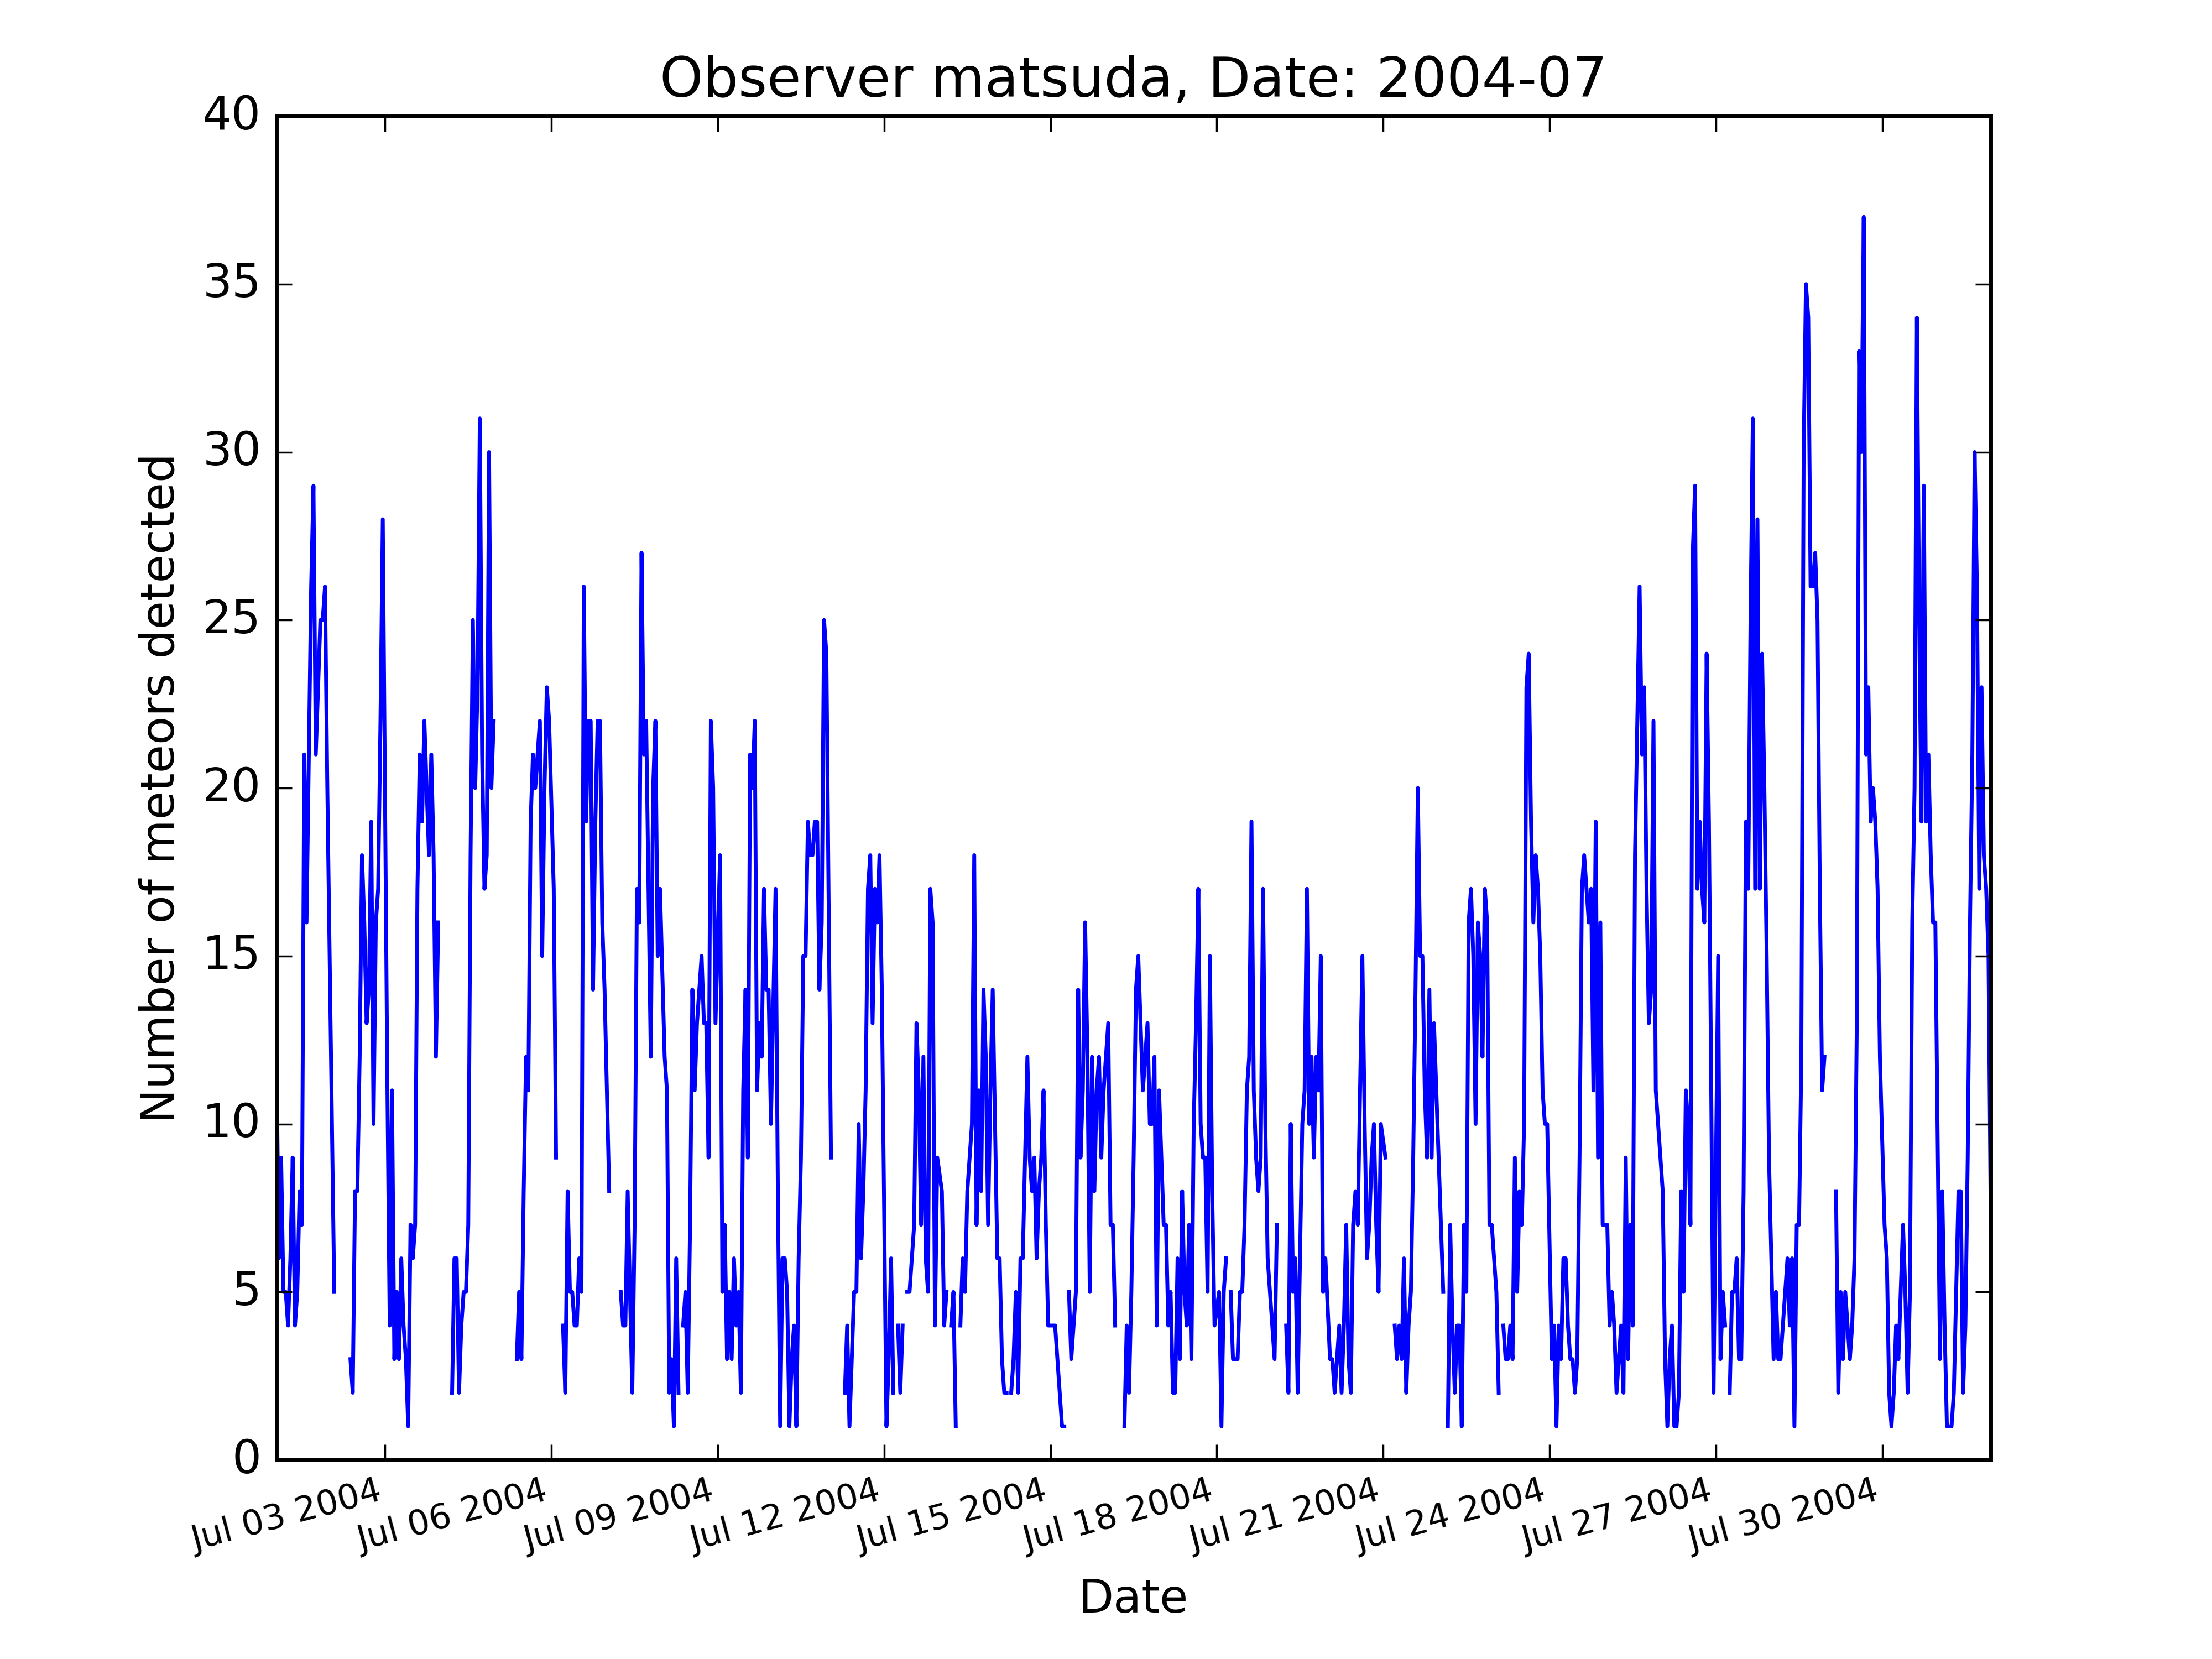 Observer matsuda, Date: 2004-07
40
35
30
25
20
15
10
5
0
Number of meteors detected
Jul 03 2004
Jul 06 2004
Jul 09 2004
Jul 12 2004
Jul 15 2004
Jul 18 2004
Jul 21 2004
Jul 24 2004
Jul 27 2004
Jul 30 2004
Date